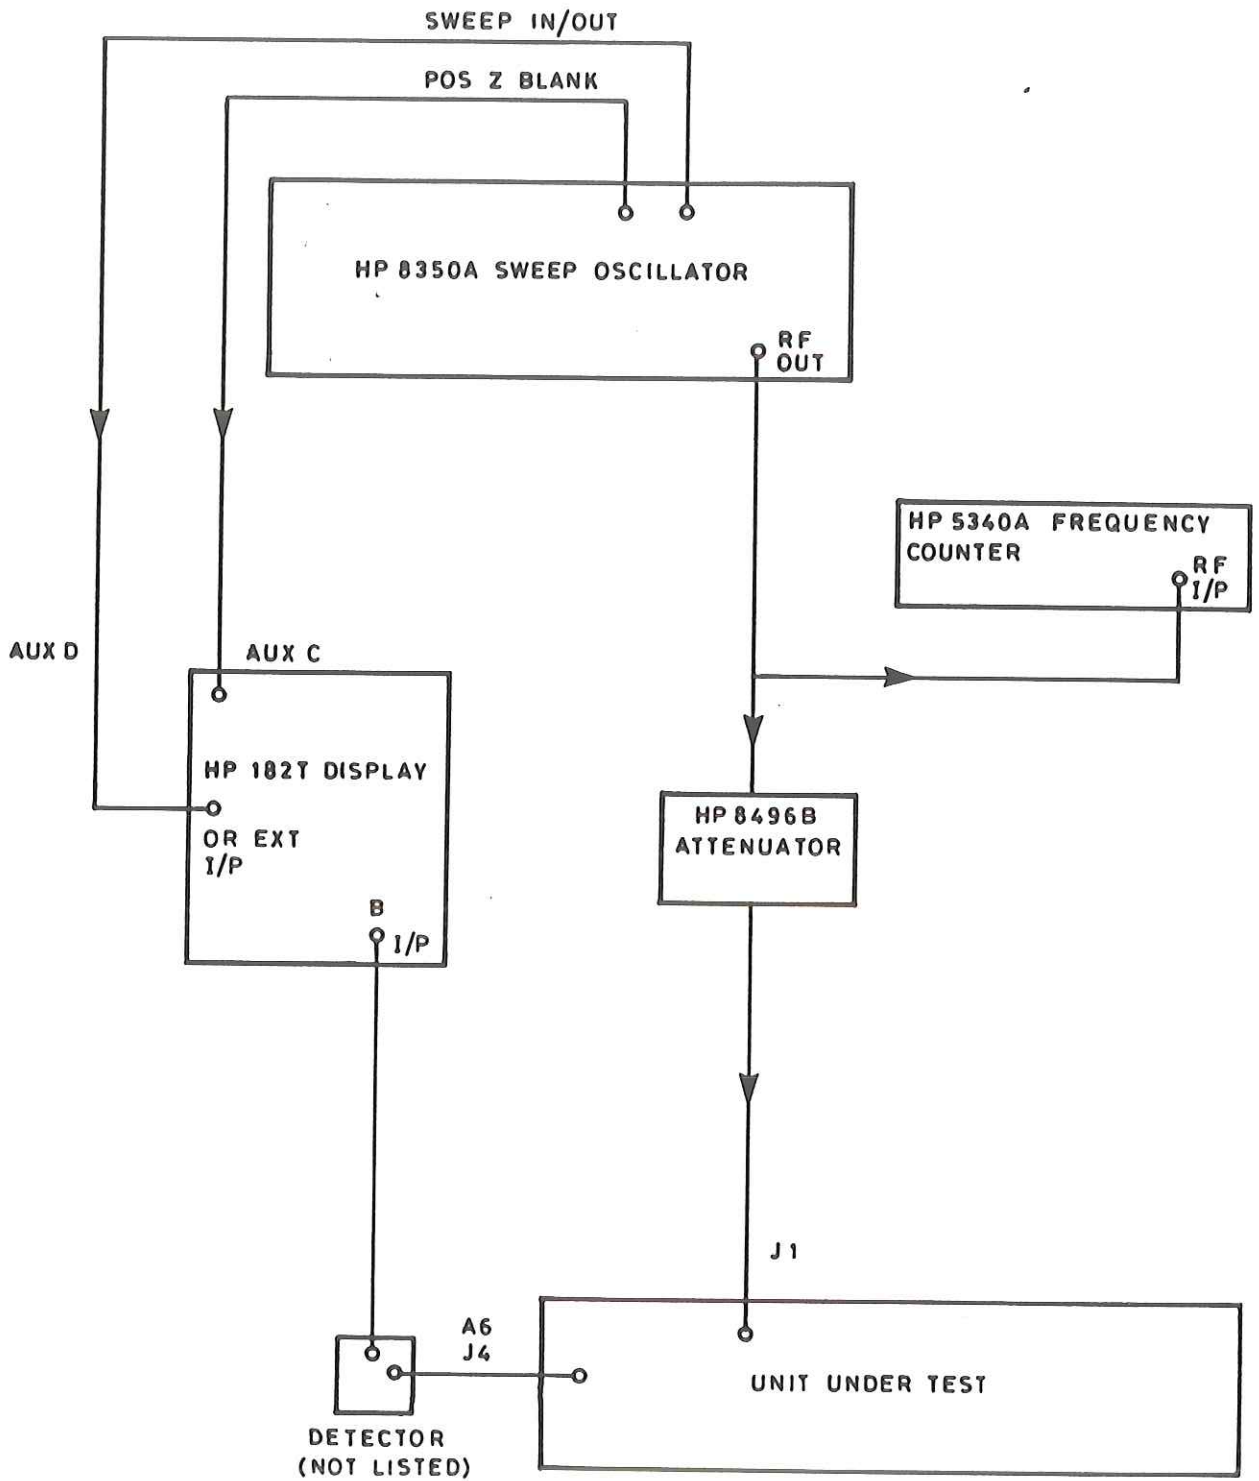 SWEEP IN/OUT
POS Z BLANK
HP 8350A SWEEP OSCILLATOR
RF
OUT
HP 5340A FREQUENCY
COUNTER
RF
I/P
AUX D
AUX C
HP 182T DISPLAY
OR EXT
I/P
B
I/P
HP 8496B
ATTENUATOR
J1
A6
J4
UNIT UNDER TEST
DETECTOR
(NOT LISTED)